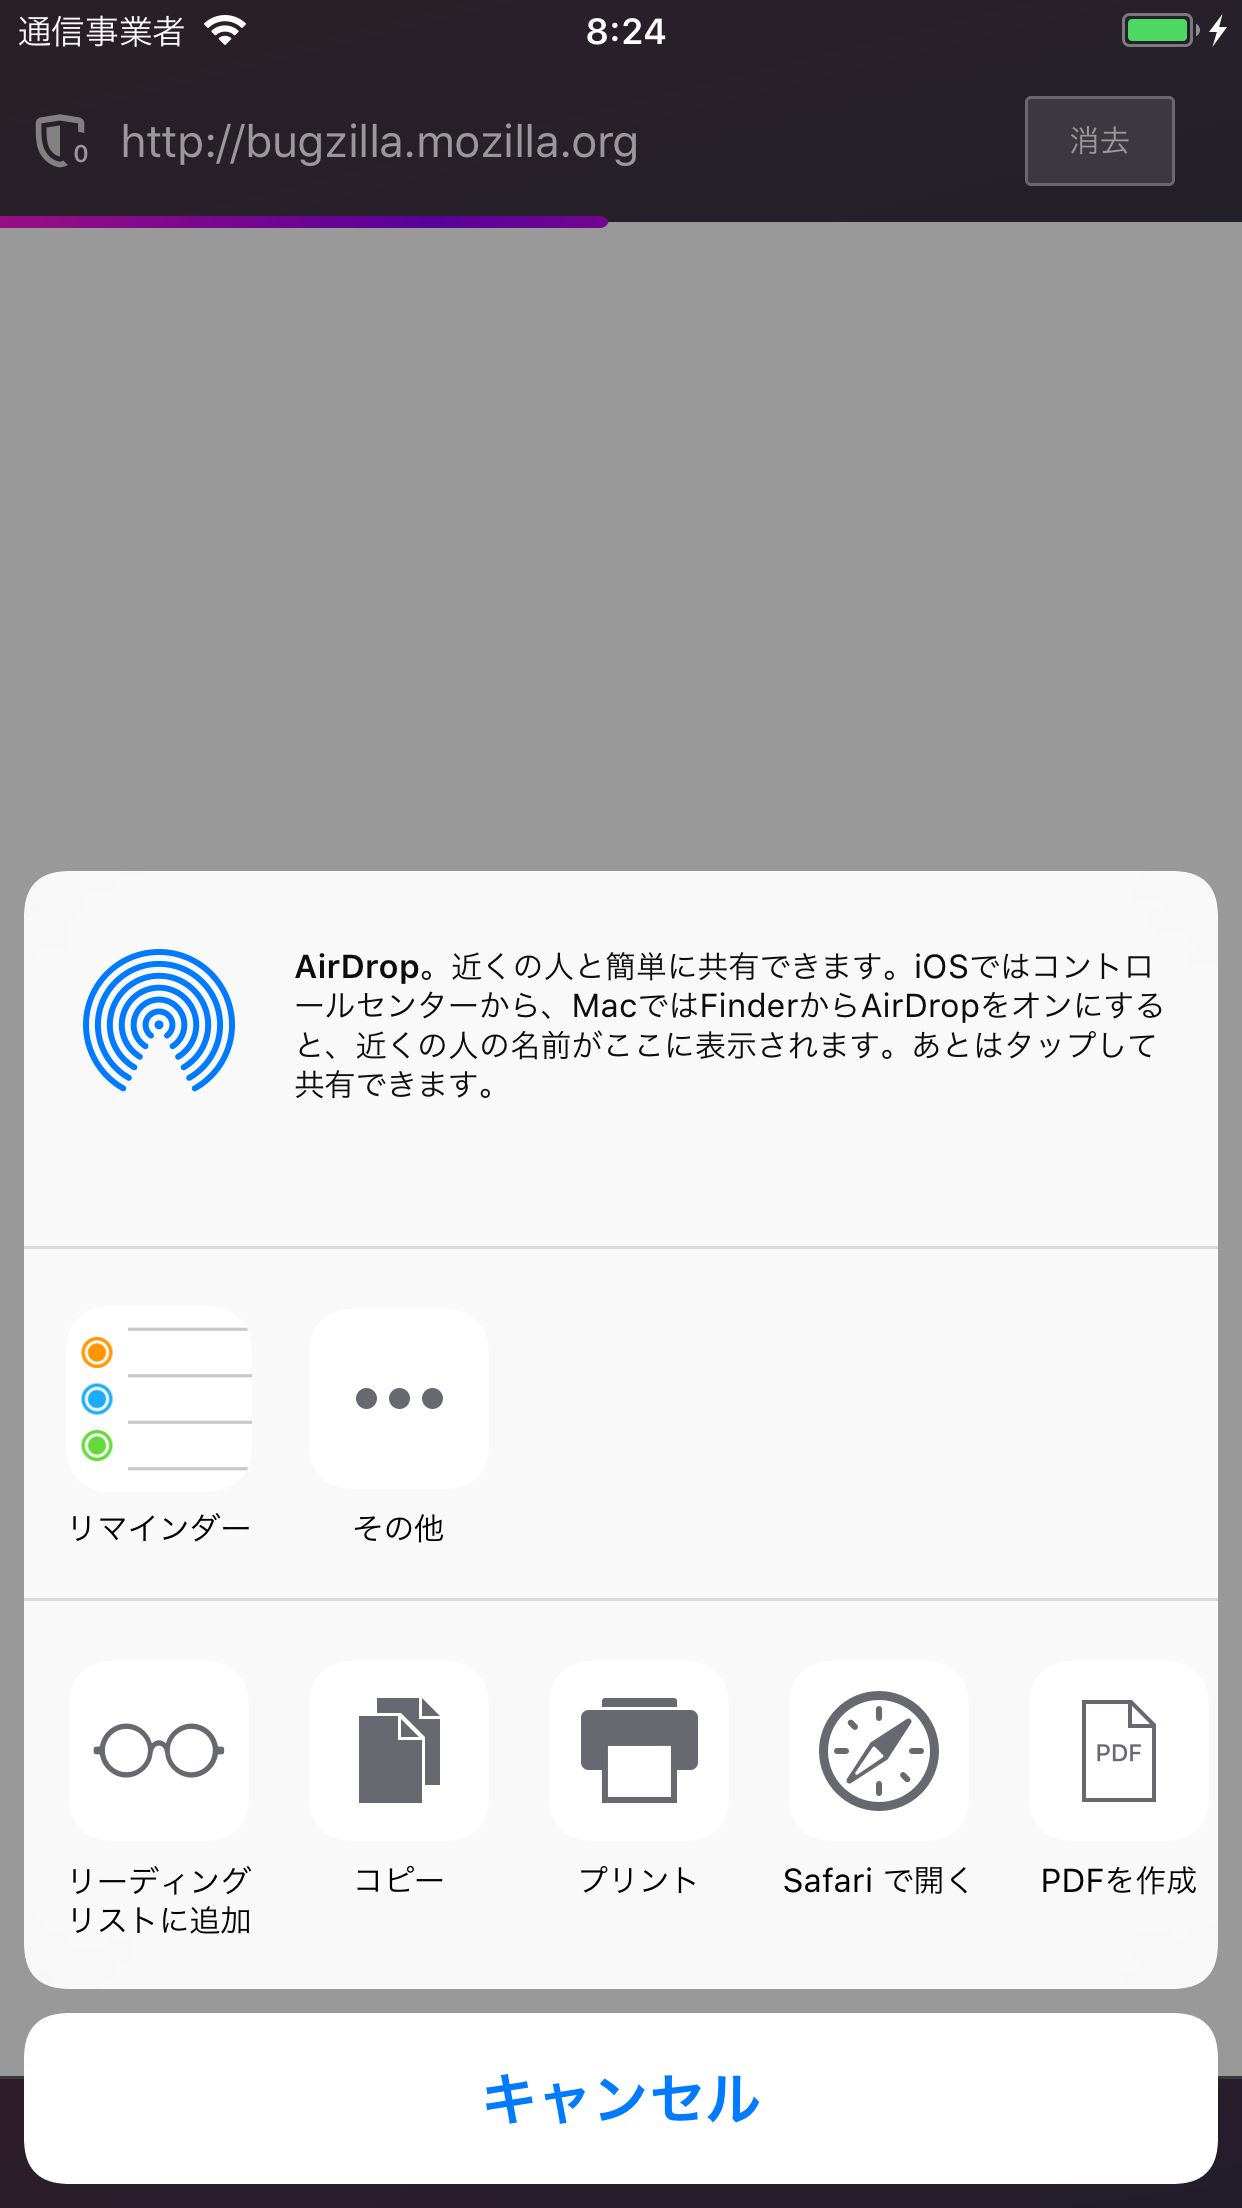 通信事業者 8:24
0 http://bugzilla.mozilla.org 消去
AirDrop。近くの人と簡単に共有できます。iOSではコントロ
ールセンターから、MacではFinderからAirDropをオンにする
と、近くの人の名前がここに表示されます。あとはタップして
共有できます。
リマインダー その他
PDF
リーディング コピー プリント Safari で開く PDFを作成
リストに追加
キャンセル